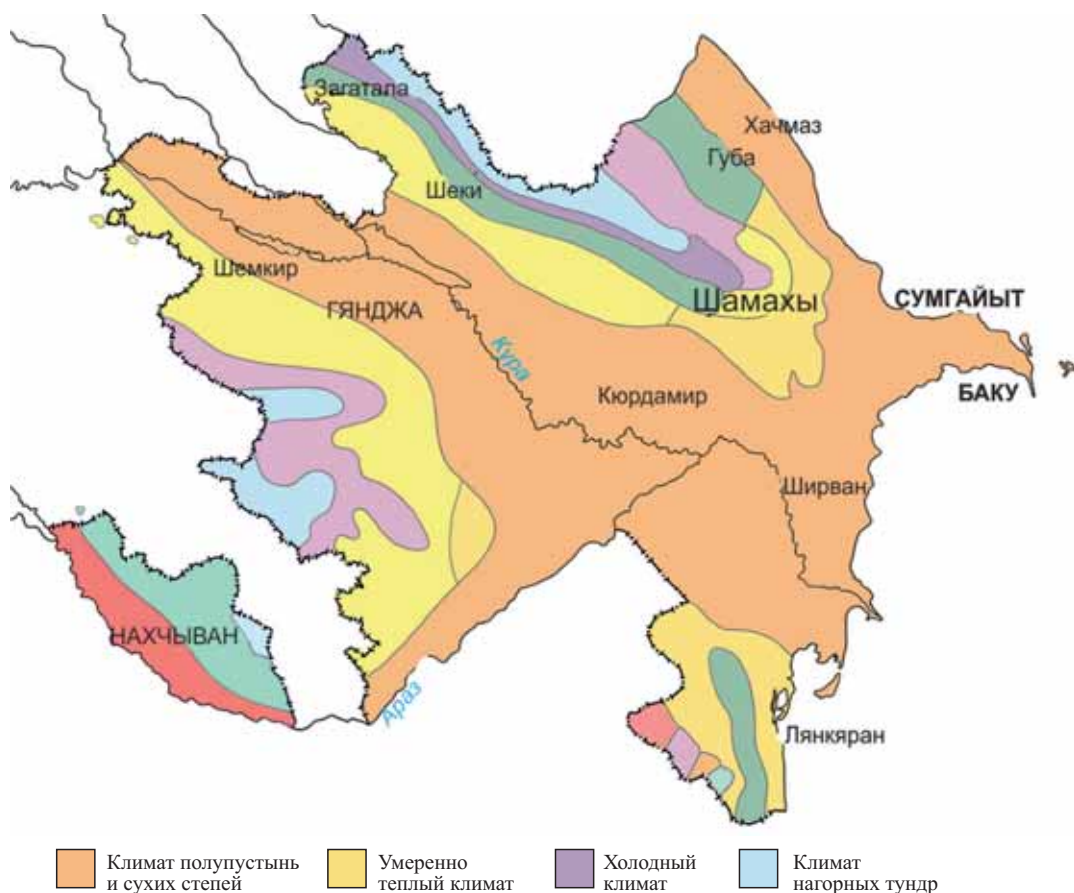 Загатала
Хачмаз
Губа
Шеки
Шемкир
Шамахы
СУМГАЙЫТ
ГЯНДЖА
Кура
Кюрдамир
БАКУ
Ширван
НАХЧЫВАН
Араз
Лянкяран
Климат полупустынь
и сухих степей
Умеренно
теплый климат
Холодный
климат
Климат
нагорных тундр